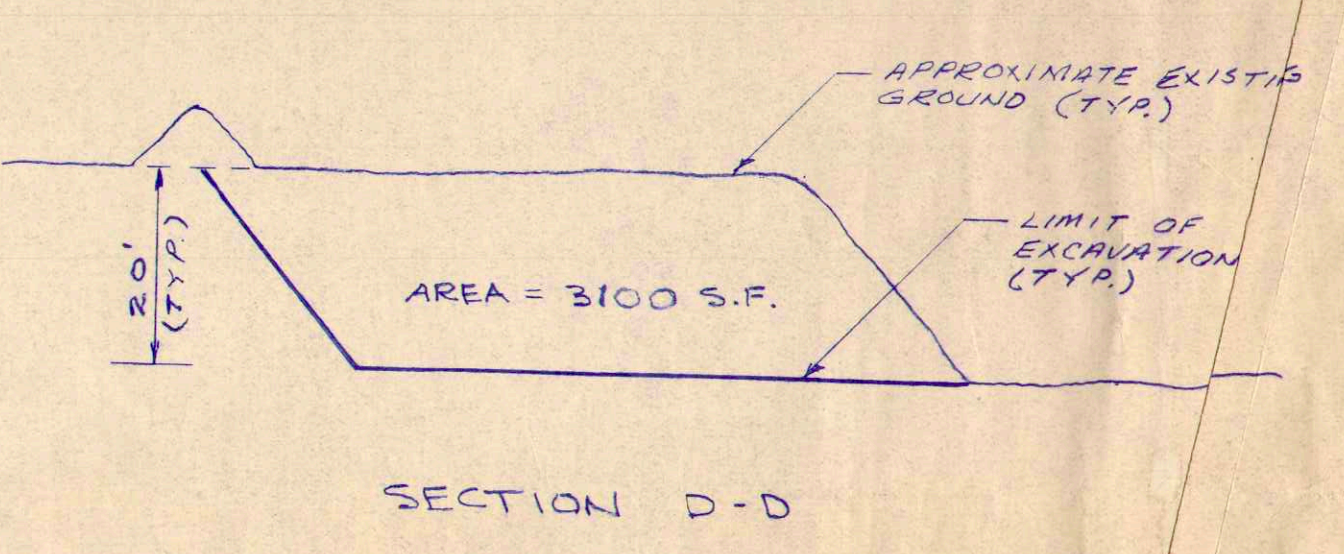 APPROXIMATE EXISTIG
GROUND (TYP.)
20'
(TYP.)
LIMIT OF
EXCAVATION
(TYP.)
AREA = 3100 S.F.
SECTION D-D